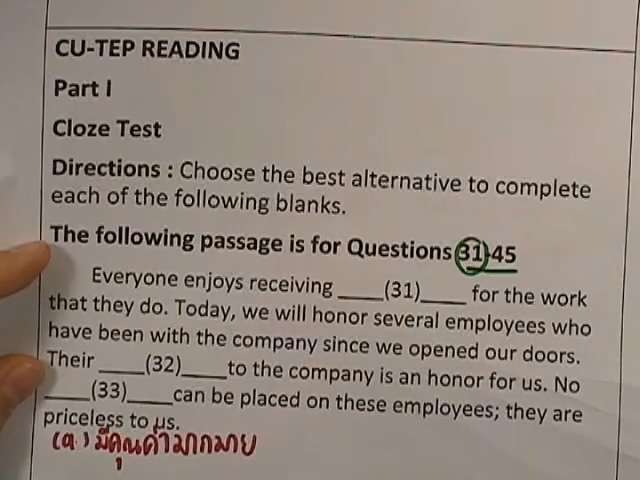 CU-TEP READING
Part I
Cloze Test
Directions : Choose the best alternative to complete
each of the following blanks.
The following passage is for Questions 31-45
Everyone enjoys receiving ____(31)____ for the work
that they do. Today, we will honor several employees who
have been with the company since we opened our doors.
Their ____(32)____to the company is an honor for us. No
____(33)____can be placed on these employees; they are
priceless to us.
(a.) มีคุณค่ามากมาย